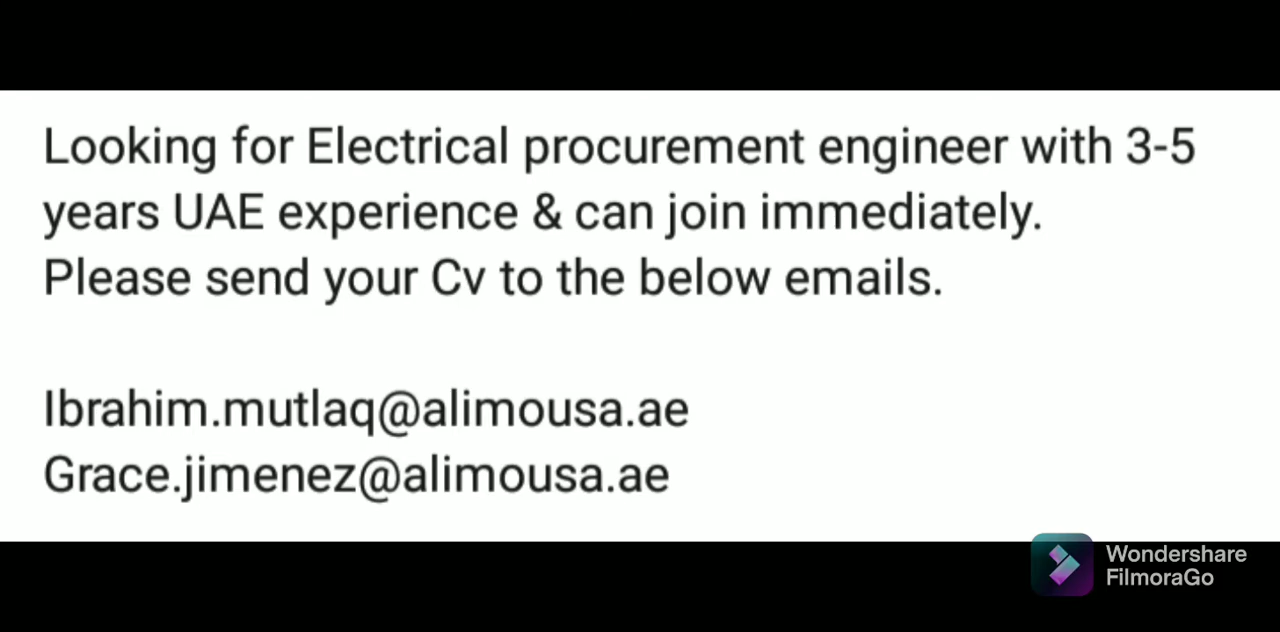 Looking for Electrical procurement engineer with 3-5
years UAE experience & can join immediately.
Please send your Cv to the below emails.
Ibrahim.mutlaq@alimousa.ae
Grace.jimenez@alimousa.ae
Wondershare
FilmoraGo